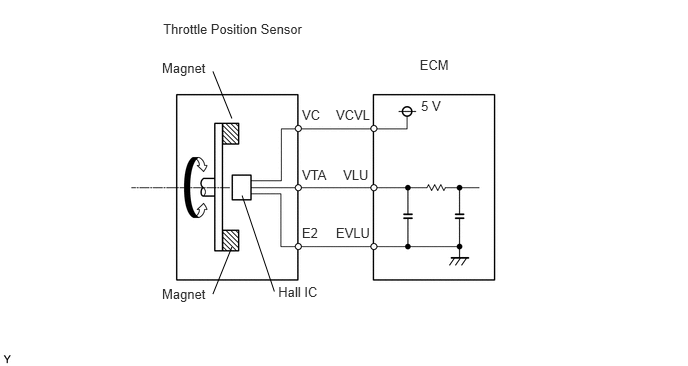 Throttle Position Sensor
Magnet
ECM
5 V
VC
VCVL
VTA
VLU
E2
EVLU
Magnet
Hall IC
Y